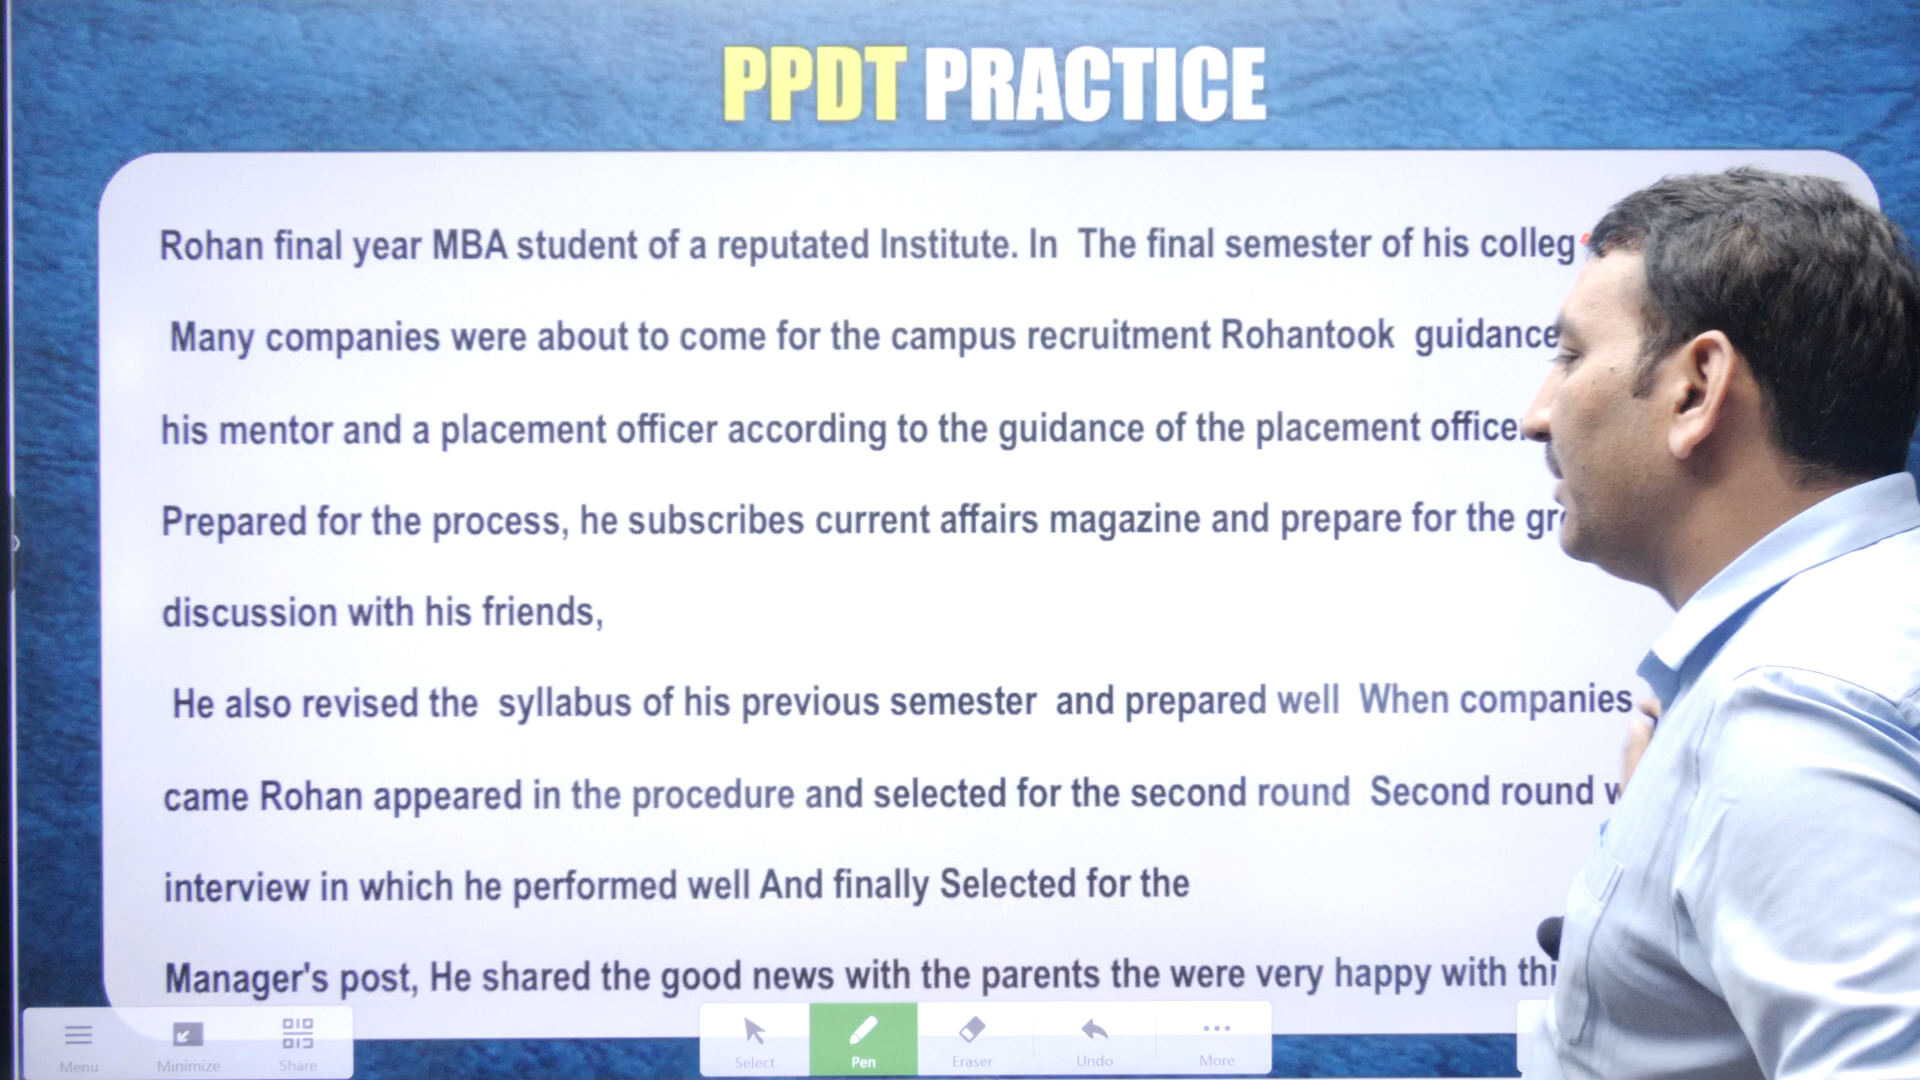 PPDT PRACTICE
Rohan final year MBA student of a reputated Institute. In The final semester of his colleg
Many companies were about to come for the campus recruitment Rohantook guidance
his mentor and a placement officer according to the guidance of the placement officer
Prepared for the process, he subscribes current affairs magazine and prepare for the
discussion with his friends,
He also revised the syllabus of his previous semester and prepared well When companies
came Rohan appeared in the procedure and selected for the second round Second round
interview in which he performed well And finally Selected for the
Manager's post, He shared the good news with the parents the were very happy with
Menu
Minimize
Share
Select
Pen
Eraser
Undo
More